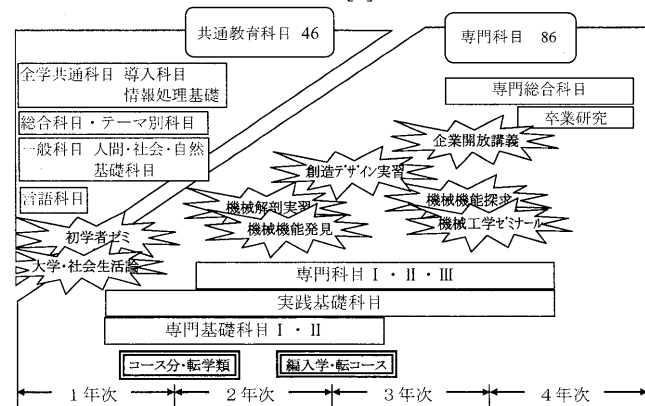 共通教育科目 46
専門科目 86
全学共通科目 導入科目
情報処理基礎
総合科目・テーマ別科目
一般科目 人間・社会・自然
基礎科目
言語科目
専門総合科目
卒業研究
企業開放講義
創造デザイン実習
機械解剖実習
機械機能発見
機械機能探求
機械工学ゼミナール
初学者ゼミ
大学・社会生活論
専門科目Ⅰ・Ⅱ・Ⅲ
実践基礎科目
専門基礎科目Ⅰ・Ⅱ
コース分・転学類
編入学・転コース
1年次
2年次
3年次
4年次